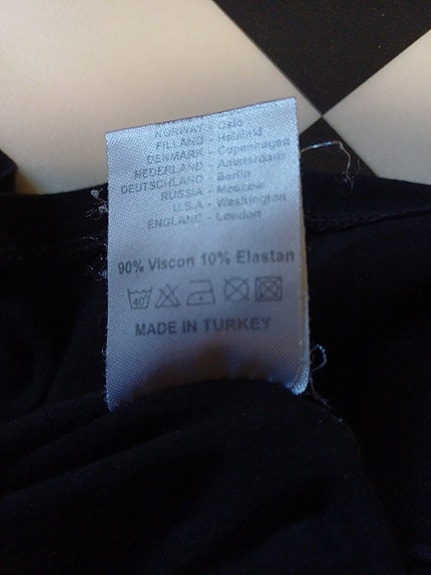 NORWAY - Oslo
FILLAND - Helsinki
DENMARK - Copenhagen
NEDERLAND - Amsterdam
DEUTSCHLAND - Berlin
RUSSIA - Moscow
U.S.A - Washington
ENGLAND - London
90% Viscon 10% Elastan
40°
MADE IN TURKEY